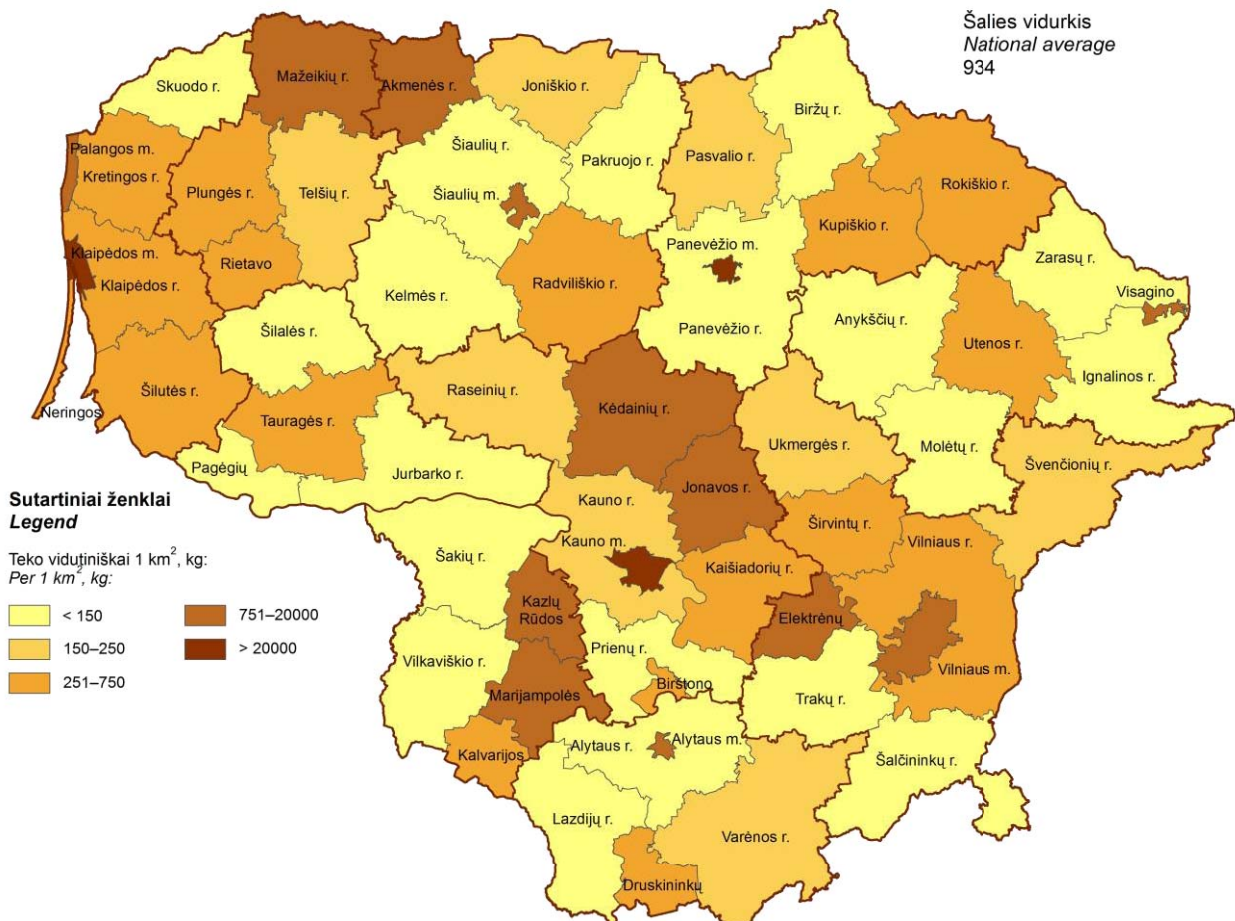 Šalies vidurkis
National average
934
Skuodo r.
Mažeikių r.
Akmenės r.
Joniškio r.
Biržų r.
Palangos m.
Kretingos r.
Plungės r.
Telšių r.
Šiaulių r.
Šiaulių m.
Pakruojo r.
Pasvalio r.
Rokiškio r.
Kupiškio r.
Klaipėdos m.
Klaipėdos r.
Rietavo
Kelmės r.
Radviliškio r.
Panevėžio m.
Panevėžio r.
Anykščių r.
Zarasų r.
Visagino
Utenos r.
Ignalinos r.
Šilalės r.
Šilutės r.
Neringos
Tauragės r.
Raseinių r.
Kėdainių r.
Ukmergės r.
Molėtų r.
Švenčionių r.
Pagėgių
Jurbarko r.
Jonavos r.
Kauno r.
Kauno m.
Širvintų r.
Vilniaus r.
Šakių r.
Kaišiadorių r.
Kazlų
Rūdos
Elektrėnų
Prienų r.
Vilkaviškio r.
Birštono
Vilniaus m.
Marijampolės
Trakų r.
Kalvarijos
Alytaus r.
Alytaus m.
Šalčininkų r.
Lazdijų r.
Varėnos r.
Druskininkų
Sutartiniai ženklai
Legend
Teko vidutiniškai 1 km², kg:
Per 1 km², kg:
< 150
150–250
251–750
751–20000
> 20000